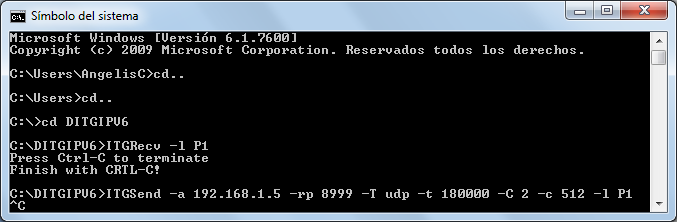 Símbolo del sistema
Microsoft Windows [Versión 6.1.7600]
Copyright (c) 2009 Microsoft Corporation. Reservados todos los derechos.
C:\Users\AngelisC>cd..
C:\Users>cd..
C:\>cd DITGIPV6
C:\DITGIPV6>ITGRecv -l P1
Press Ctrl-C to terminate
Finish with CRTL-C!
C:\DITGIPV6>ITGSend -a 192.168.1.5 -rp 8999 -T udp -t 180000 -C 2 -c 512 -l P1
^C